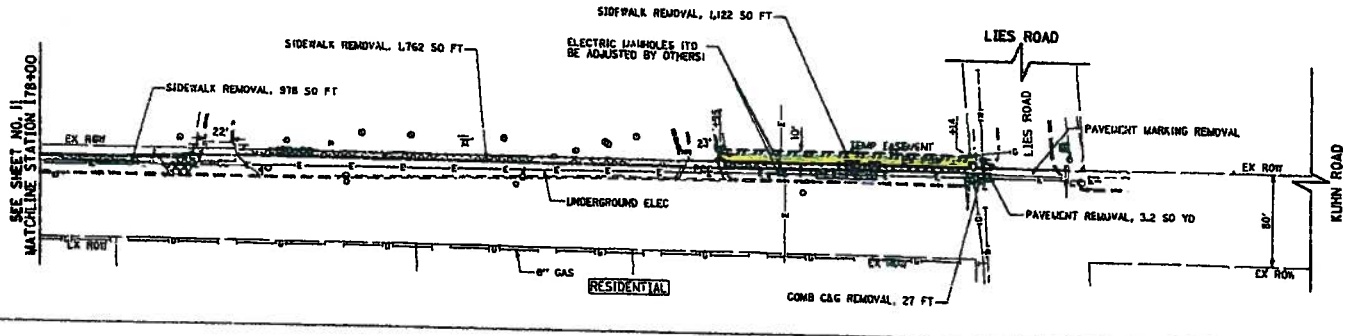 SIDEWALK REMOVAL, 1,122 SQ FT
LIES ROAD
SIDEWALK REMOVAL, 1,762 SQ FT
ELECTRIC MANHOLES (TO
BE ADJUSTED BY OTHERS)
SIDEWALK REMOVAL, 978 SQ FT
SEE SHEET NO. 11
MATCHLINE STATION 178+00
EX ROW
22'
23'
10'
TEMP EASEMENT
LIES ROAD
PAVEMENT MARKING REMOVAL
EX ROW
KUHN ROAD
UNDERGROUND ELEC
PAVEMENT REMOVAL, 3.2 SQ YD
80'
EX ROW
EX ROW
EX ROW
8" GAS
RESIDENTIAL
COMB C&G REMOVAL, 27 FT